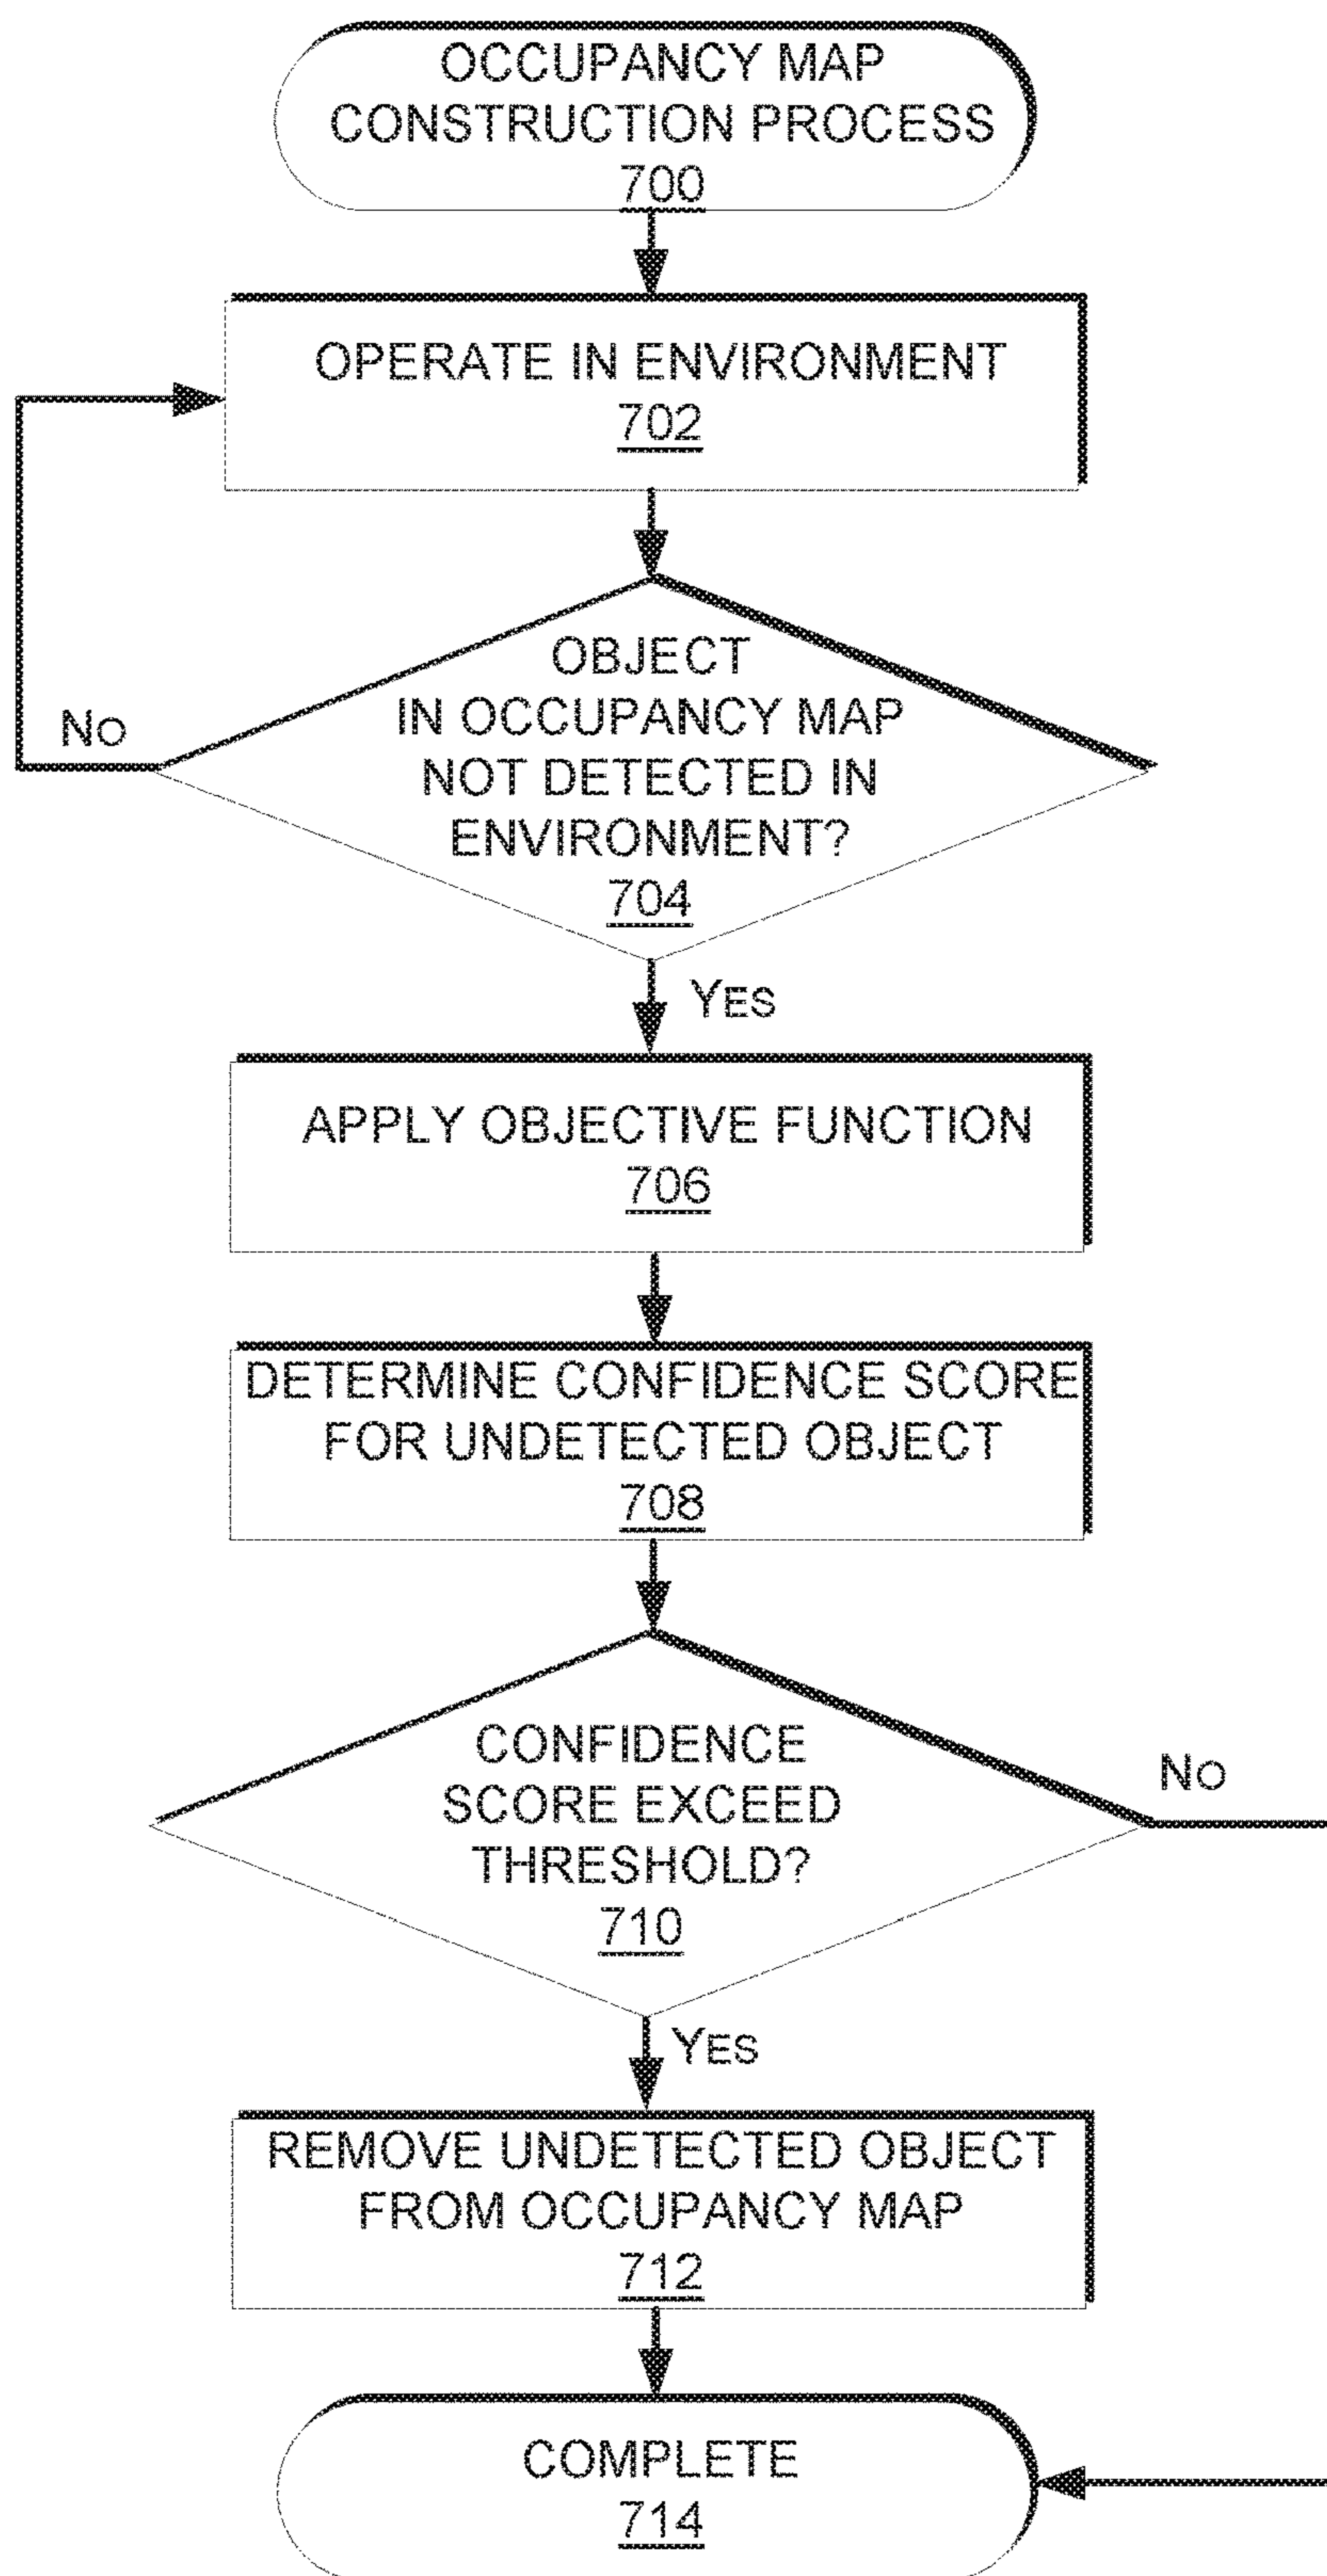 OCCUPANCY MAP
CONSTRUCTION PROCESS
700
OPERATE IN ENVIRONMENT
702
OBJECT
IN OCCUPANCY MAP
NOT DETECTED IN
ENVIRONMENT?
704
NO
YES
APPLY OBJECTIVE FUNCTION
706
DETERMINE CONFIDENCE SCORE
FOR UNDETECTED OBJECT
708
CONFIDENCE
SCORE EXCEED
THRESHOLD?
710
NO
YES
REMOVE UNDETECTED OBJECT
FROM OCCUPANCY MAP
712
COMPLETE
714